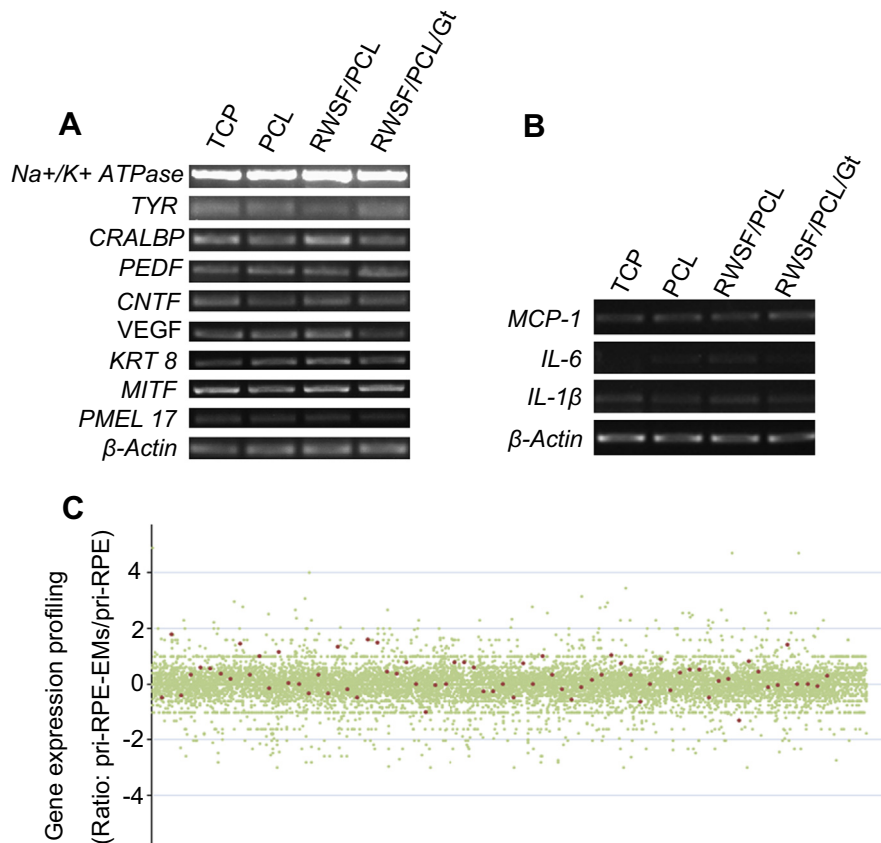 A
TCP
PCL
RWSF/PCL
RWSF/PCL/Gt
Na+/K+ ATPase
TYR
CRALBP
PEDF
CNTF
VEGF
KRT 8
MITF
PMEL 17
β-Actin
B
TCP
PCL
RWSF/PCL
RWSF/PCL/Gt
MCP-1
IL-6
IL-1β
β-Actin
C
Gene expression profiling
(Ratio: pri-RPE-EMs/pri-RPE)
4
2
0
-2
-4